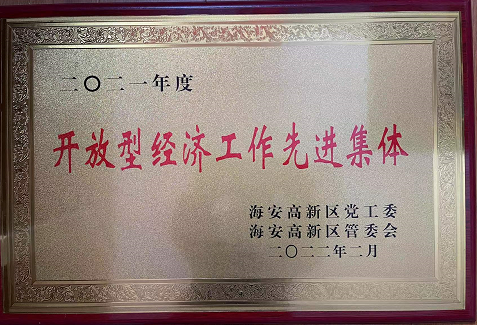 二〇二一年度
开放型经济工作先进集体
海安高新区党工委
海安高新区管委会
二〇二二年二月